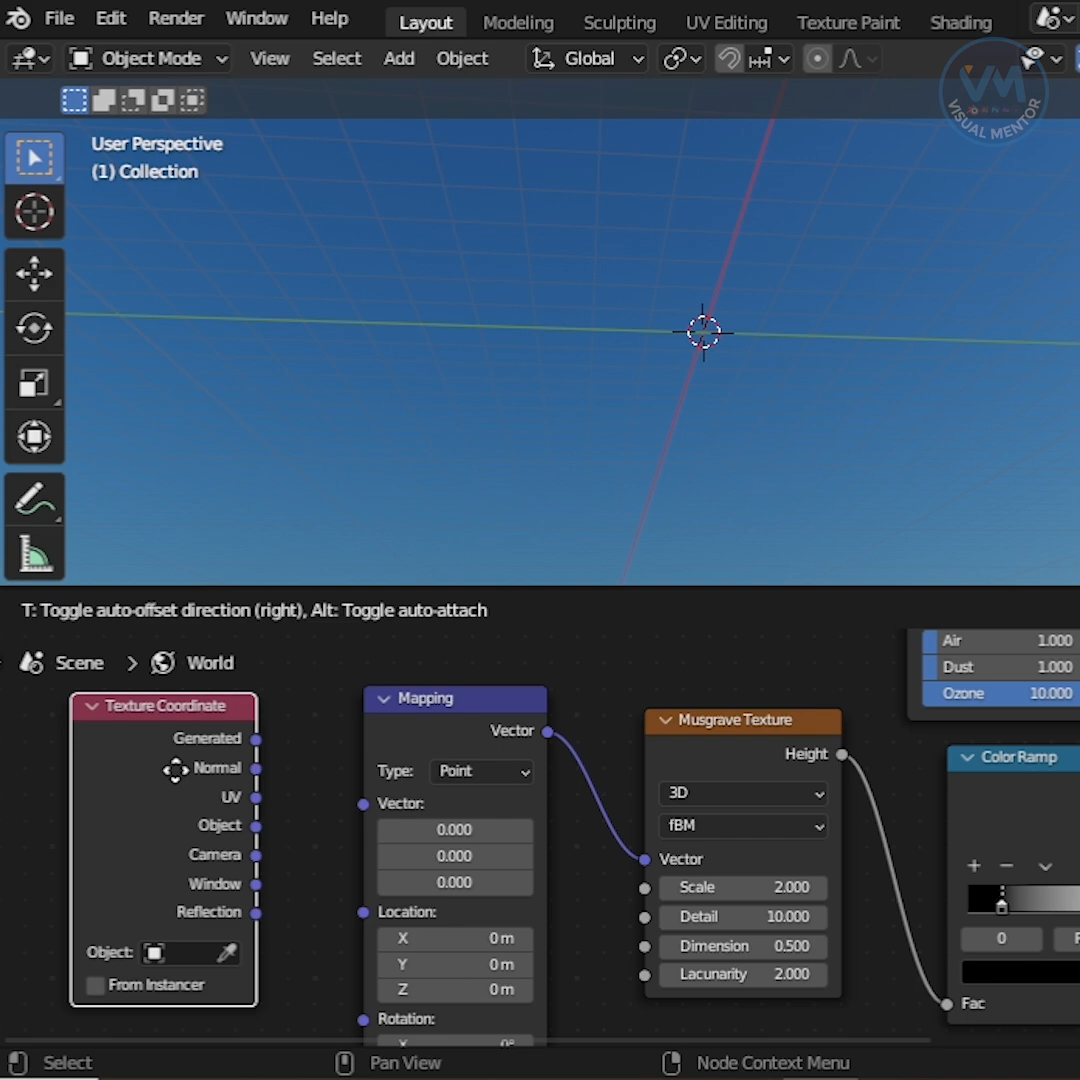 File Edit Render Window Help Layout Modeling Sculpting UV Editing Texture Paint Shading
Object Mode View Select Add Object Global
VM
VISUAL MENTOR
User Perspective
(1) Collection
T: Toggle auto-offset direction (right), Alt: Toggle auto-attach
Scene > World
Air 1.000
Dust 1.000
Ozone 10.000
Texture Coordinate
Generated
Normal
UV
Object
Camera
Window
Reflection
Object:
From Instancer
Mapping
Vector
Type: Point
Vector:
0.000
0.000
0.000
Location:
X 0 m
Y 0 m
Z 0 m
Rotation:
X 0°
Musgrave Texture
Height
3D
fBM
Vector
Scale 2.000
Detail 10.000
Dimension 0.500
Lacunarity 2.000
Color Ramp
+ −
0
Fac
Select Pan View Node Context Menu